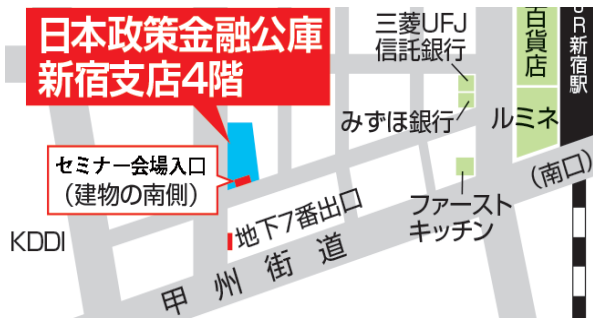 日本政策金融公庫
新宿支店4階
三菱UFJ
信託銀行
みずほ銀行
百貨店
ルミネ
JR新宿駅
セミナー会場入口
(建物の南側)
(南口)
ファースト
キッチン
地下7番出口
KDDI
甲州街道